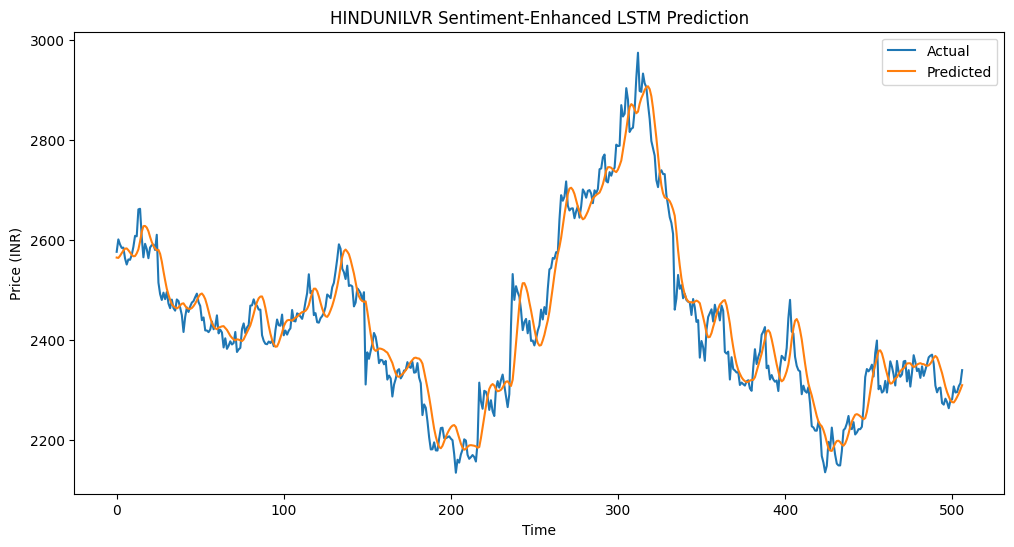 HINDUNILVR Sentiment-Enhanced LSTM Prediction
Actual
Predicted
Price (INR)
3000
2800
2600
2400
2200
0 100 200 300 400 500
Time